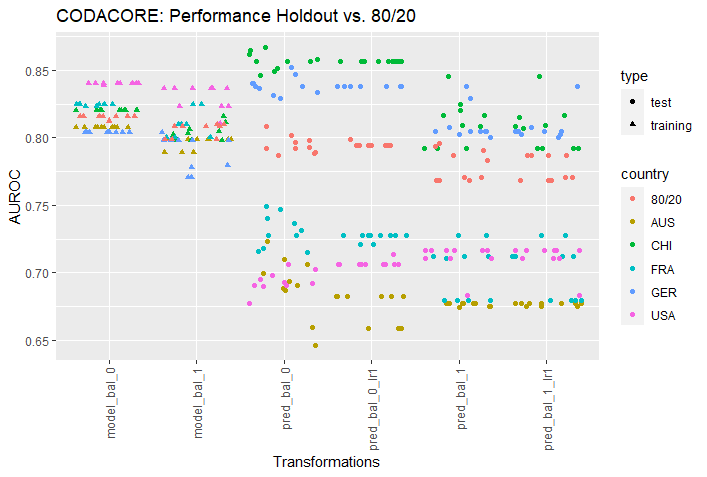 CODACORE: Performance Holdout vs. 80/20
AUROC
0.85
0.80
0.75
0.70
0.65
model_bal_0
model_bal_1
pred_bal_0
pred_bal_0_lr1
pred_bal_1
pred_bal_1_lr1
Transformations
type
test
training
country
80/20
AUS
CHI
FRA
GER
USA